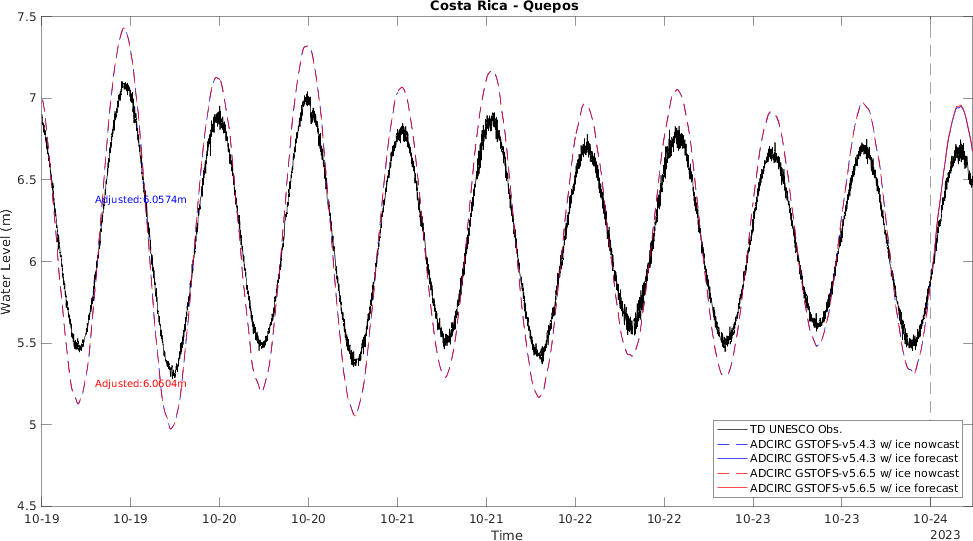 Costa Rica - Quepos
7.5
7
6.5
6
5.5
5
4.5
Water Level (m)
Adjusted:6.0574m
Adjusted:6.0604m
TD UNESCO Obs.
ADCIRC GSTOFS-v5.4.3 w/ ice nowcast
ADCIRC GSTOFS-v5.4.3 w/ ice forecast
ADCIRC GSTOFS-v5.6.5 w/ ice nowcast
ADCIRC GSTOFS-v5.6.5 w/ ice forecast
10-19 10-19 10-20 10-20 10-21 10-21 10-22 10-22 10-23 10-23 10-24
2023
Time